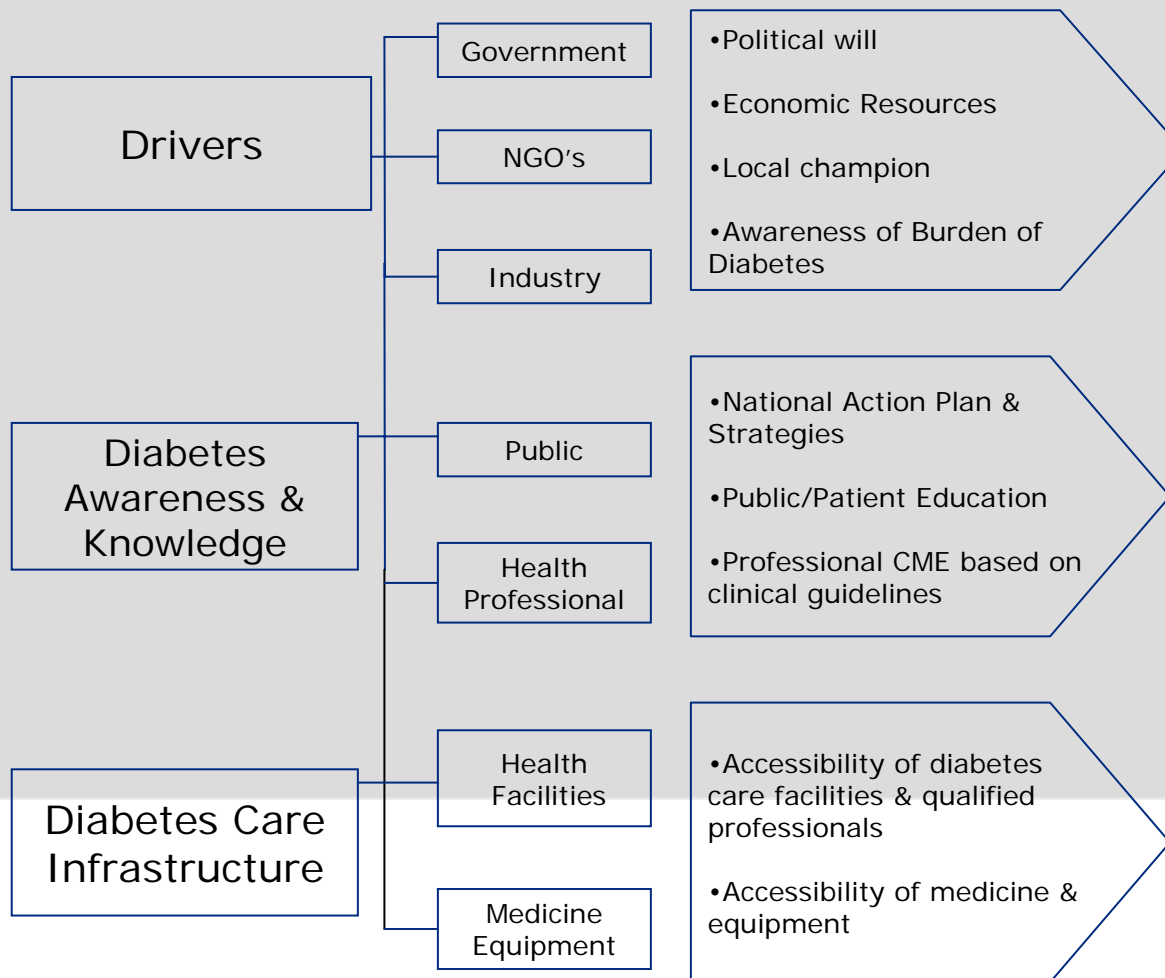 Drivers
Government
NGO's
Industry
•Political will
•Economic Resources
•Local champion
•Awareness of Burden of
Diabetes
Diabetes
Awareness &
Knowledge
Public
Health
Professional
•National Action Plan &
Strategies
•Public/Patient Education
•Professional CME based on
clinical guidelines
Diabetes Care
Infrastructure
Health
Facilities
Medicine
Equipment
•Accessibility of diabetes
care facilities & qualified
professionals
•Accessibility of medicine &
equipment